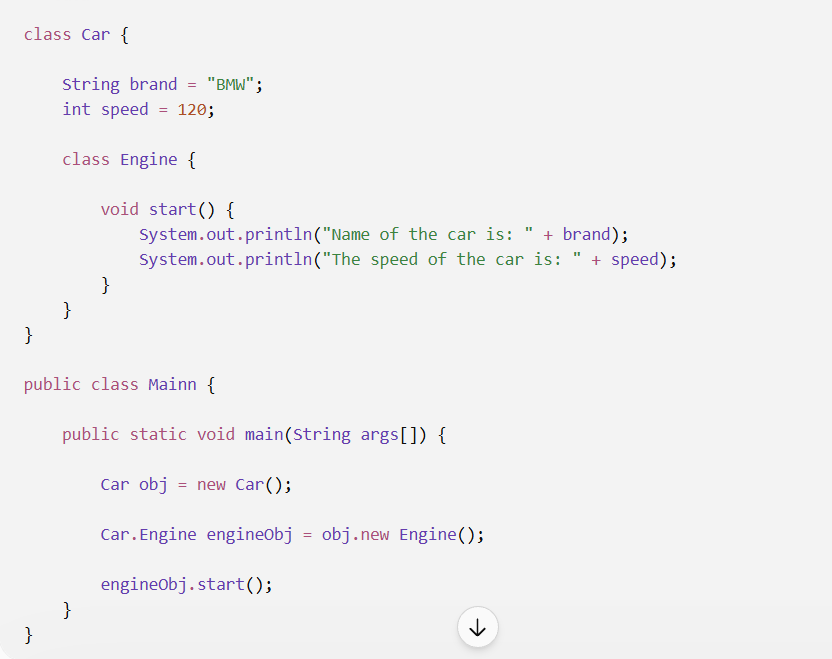 class Car {
    String brand = "BMW";
    int speed = 120;
    class Engine {
        void start() {
            System.out.println("Name of the car is: " + brand);
            System.out.println("The speed of the car is: " + speed);
        }
    }
}
public class Mainn {
    public static void main(String args[]) {
        Car obj = new Car();
        Car.Engine engineObj = obj.new Engine();
        engineObj.start();
    }
}